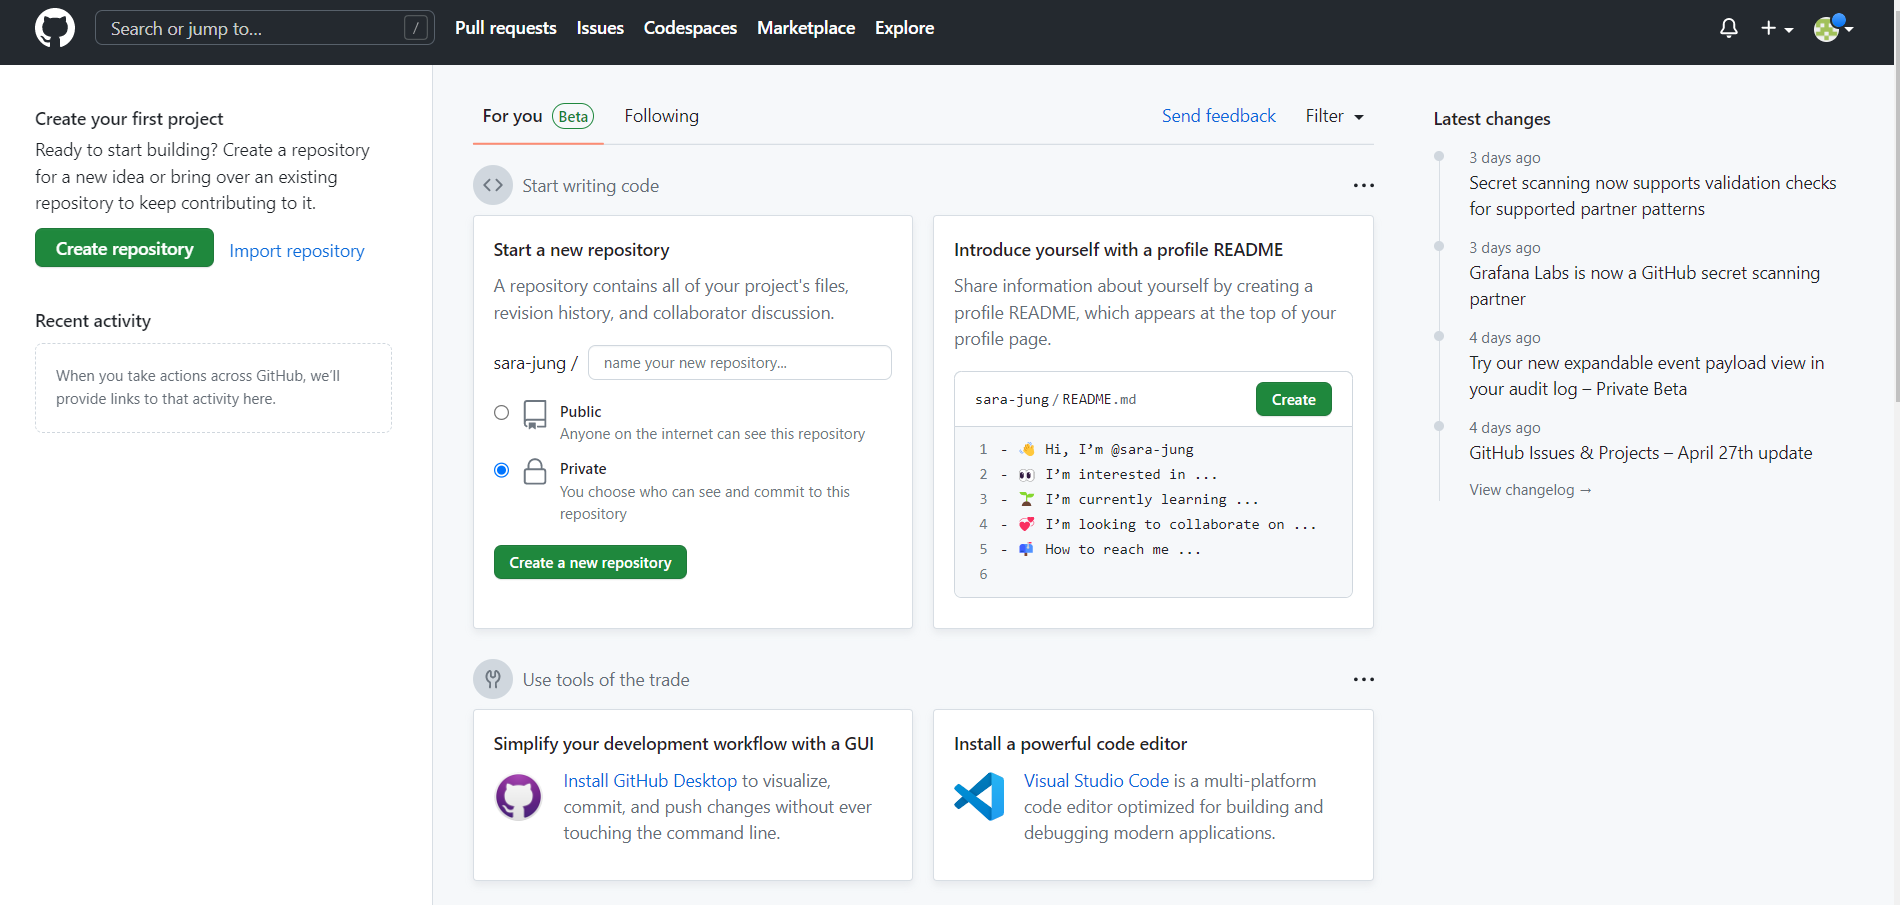 Search or jump to...
/
Pull requests
Issues
Codespaces
Marketplace
Explore
Create your first project
Ready to start building? Create a repository
for a new idea or bring over an existing
repository to keep contributing to it.
Create repository
Import repository
Recent activity
When you take actions across GitHub, we'll
provide links to that activity here.
For you
Beta
Following
Send feedback
Filter
Start writing code
Start a new repository
A repository contains all of your project's files,
revision history, and collaborator discussion.
sara-jung /
name your new repository...
Public
Anyone on the internet can see this repository
Private
You choose who can see and commit to this
repository
Create a new repository
Introduce yourself with a profile README
Share information about yourself by creating a
profile README, which appears at the top of your
profile page.
sara-jung / README.md
Create
1 - 👋 Hi, I’m @sara-jung
2 - 👀 I’m interested in ...
3 - 🌱 I’m currently learning ...
4 - 💞️ I’m looking to collaborate on ...
5 - 📫 How to reach me ...
6
Use tools of the trade
Simplify your development workflow with a GUI
Install GitHub Desktop to visualize,
commit, and push changes without ever
touching the command line.
Install a powerful code editor
Visual Studio Code is a multi-platform
code editor optimized for building and
debugging modern applications.
Latest changes
3 days ago
Secret scanning now supports validation checks
for supported partner patterns
3 days ago
Grafana Labs is now a GitHub secret scanning
partner
4 days ago
Try our new expandable event payload view in
your audit log – Private Beta
4 days ago
GitHub Issues & Projects – April 27th update
View changelog →